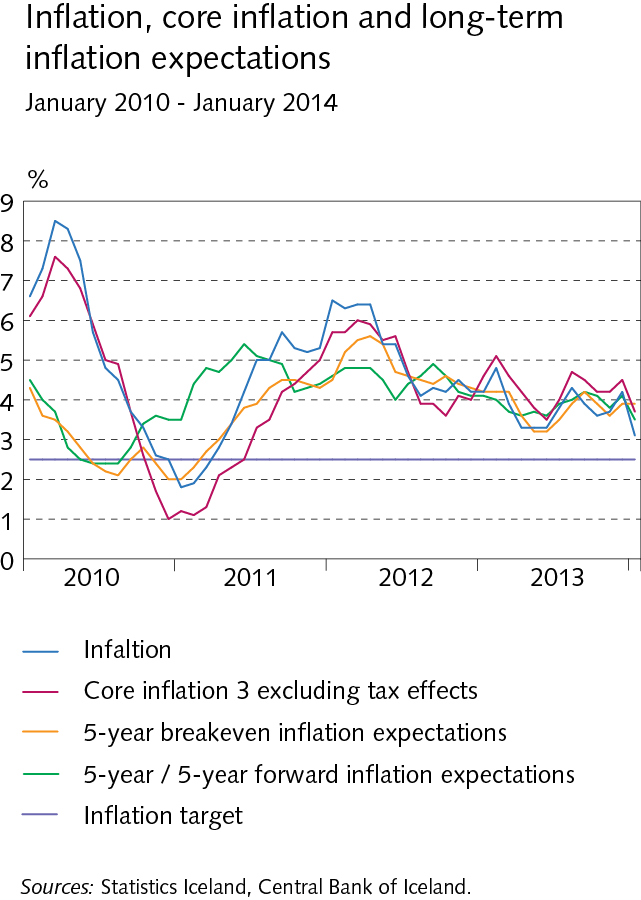 Inflation, core inflation and long-term
inflation expectations
January 2010 - January 2014
%
9
8
7
6
5
4
3
2
1
0
2010 2011 2012 2013
Infaltion
Core inflation 3 excluding tax effects
5-year breakeven inflation expectations
5-year / 5-year forward inflation expectations
Inflation target
Sources: Statistics Iceland, Central Bank of Iceland.